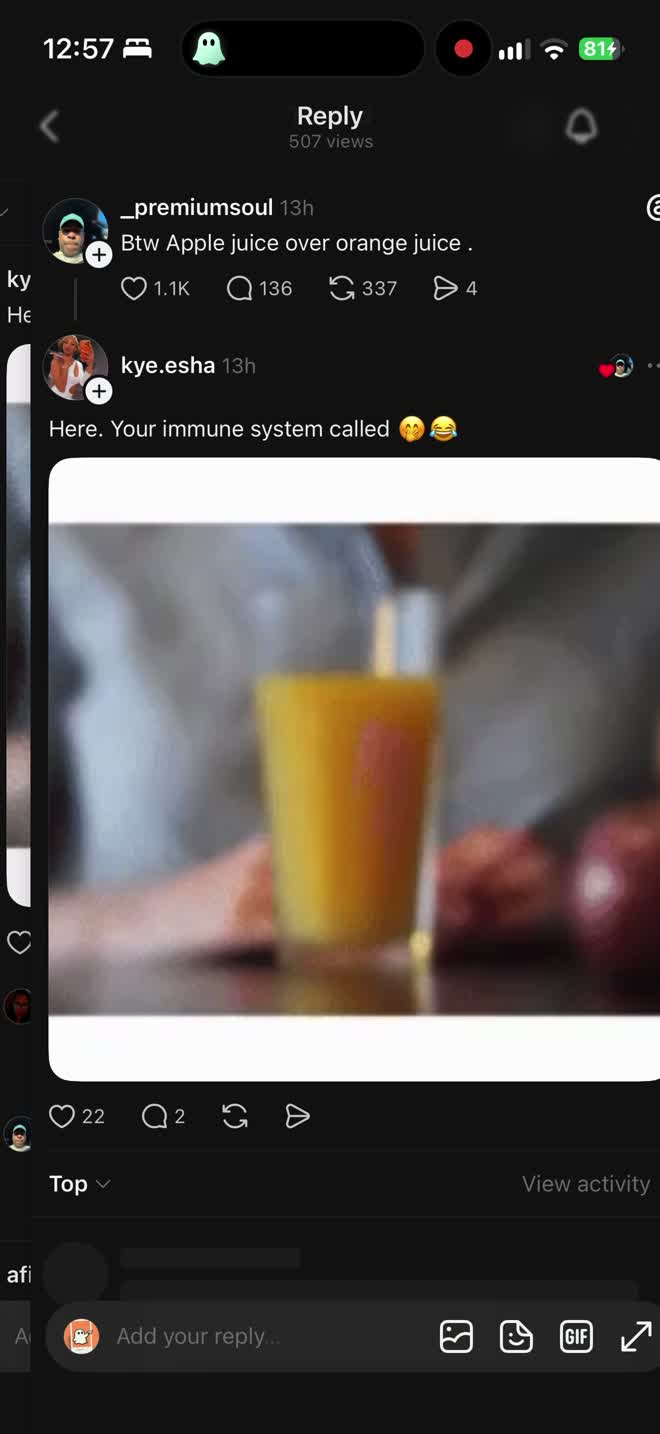 12:57
81
Reply
507 views
_premiumsoul 13h
Btw Apple juice over orange juice .
1.1K 136 337 4
ky
He
kye.esha 13h
Here. Your immune system called 🤭😂
22 2
Top
View activity
afi
Add your reply...
GIF